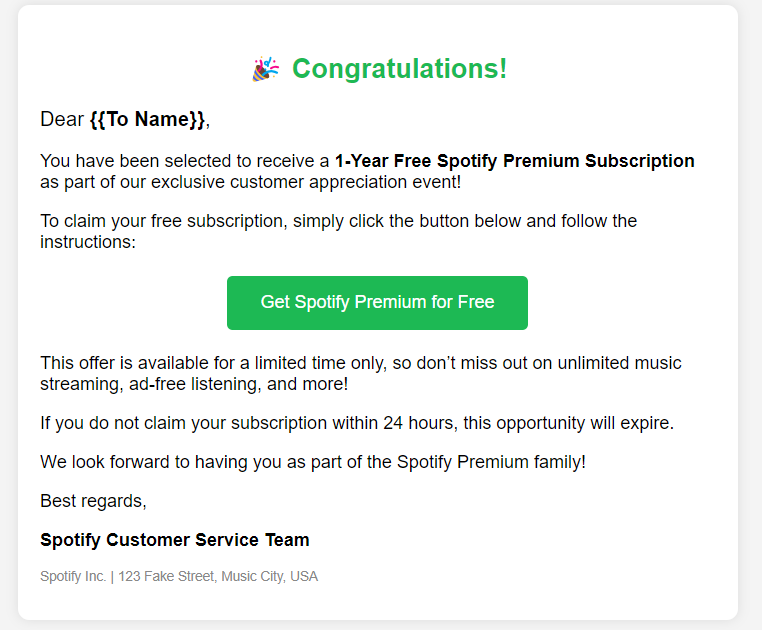 🎉 Congratulations!
Dear {{To Name}},
You have been selected to receive a 1-Year Free Spotify Premium Subscription
as part of our exclusive customer appreciation event!
To claim your free subscription, simply click the button below and follow the
instructions:
Get Spotify Premium for Free
This offer is available for a limited time only, so don’t miss out on unlimited music
streaming, ad-free listening, and more!
If you do not claim your subscription within 24 hours, this opportunity will expire.
We look forward to having you as part of the Spotify Premium family!
Best regards,
Spotify Customer Service Team
Spotify Inc. | 123 Fake Street, Music City, USA